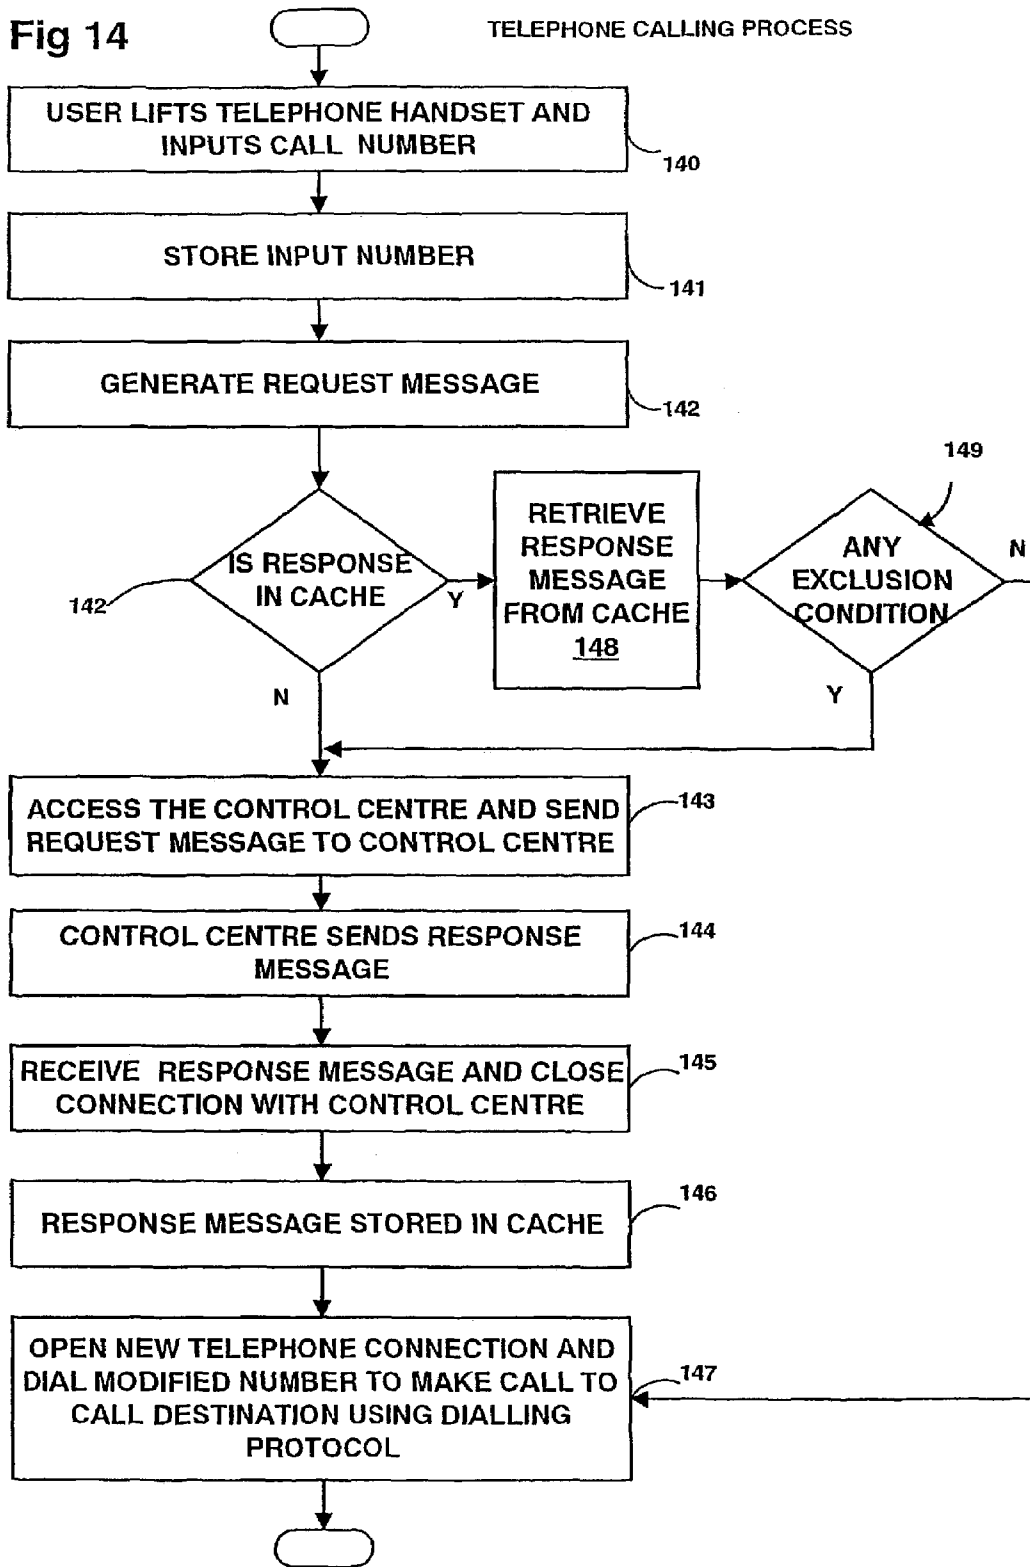 Fig 14
TELEPHONE CALLING PROCESS
USER LIFTS TELEPHONE HANDSET AND
INPUTS CALL NUMBER
140
STORE INPUT NUMBER
141
GENERATE REQUEST MESSAGE
142
IS RESPONSE
IN CACHE
142
Y
N
RETRIEVE
RESPONSE
MESSAGE
FROM CACHE
148
149
ANY
EXCLUSION
CONDITION
N
Y
ACCESS THE CONTROL CENTRE AND SEND
REQUEST MESSAGE TO CONTROL CENTRE
143
CONTROL CENTRE SENDS RESPONSE
MESSAGE
144
RECEIVE RESPONSE MESSAGE AND CLOSE
CONNECTION WITH CONTROL CENTRE
145
RESPONSE MESSAGE STORED IN CACHE
146
OPEN NEW TELEPHONE CONNECTION AND
DIAL MODIFIED NUMBER TO MAKE CALL TO
CALL DESTINATION USING DIALLING
PROTOCOL
147